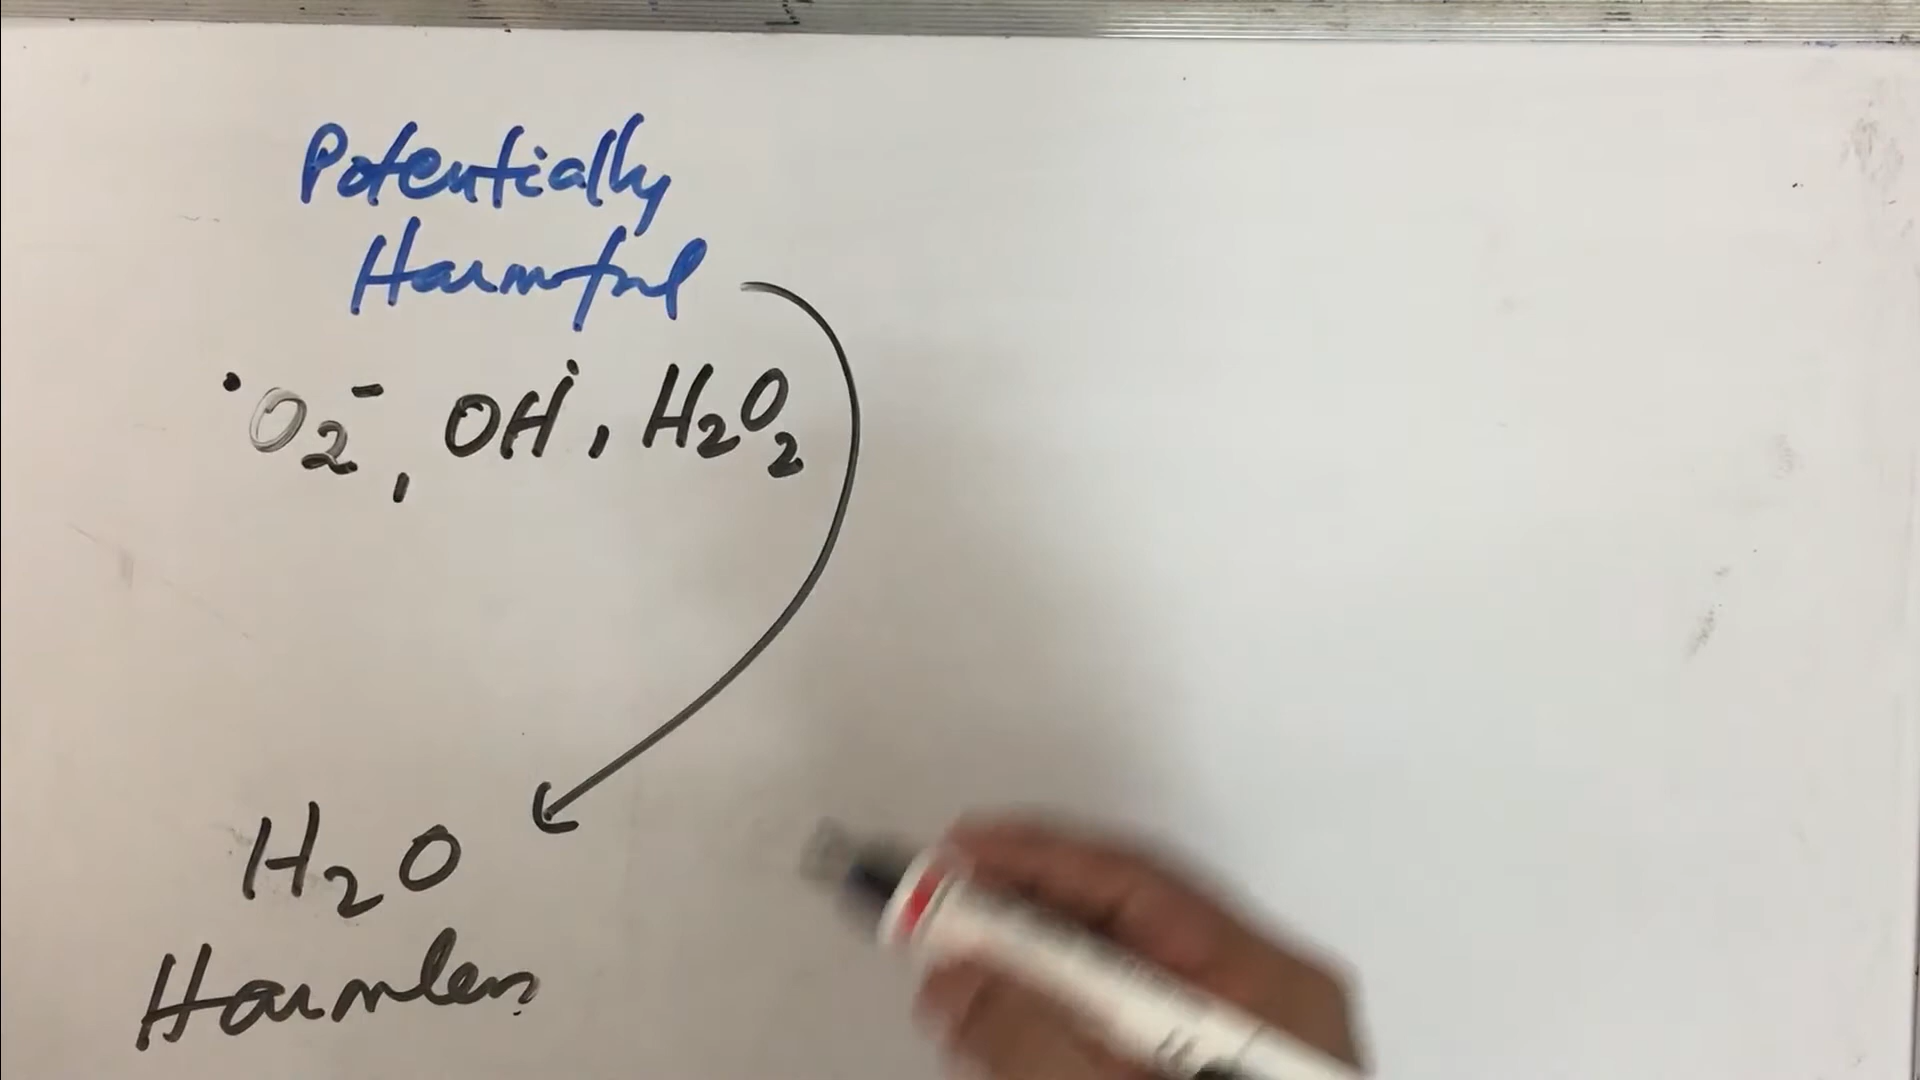 Potentially
Harmful
•O₂⁻, OH•, H₂O₂
H₂O
Harmless